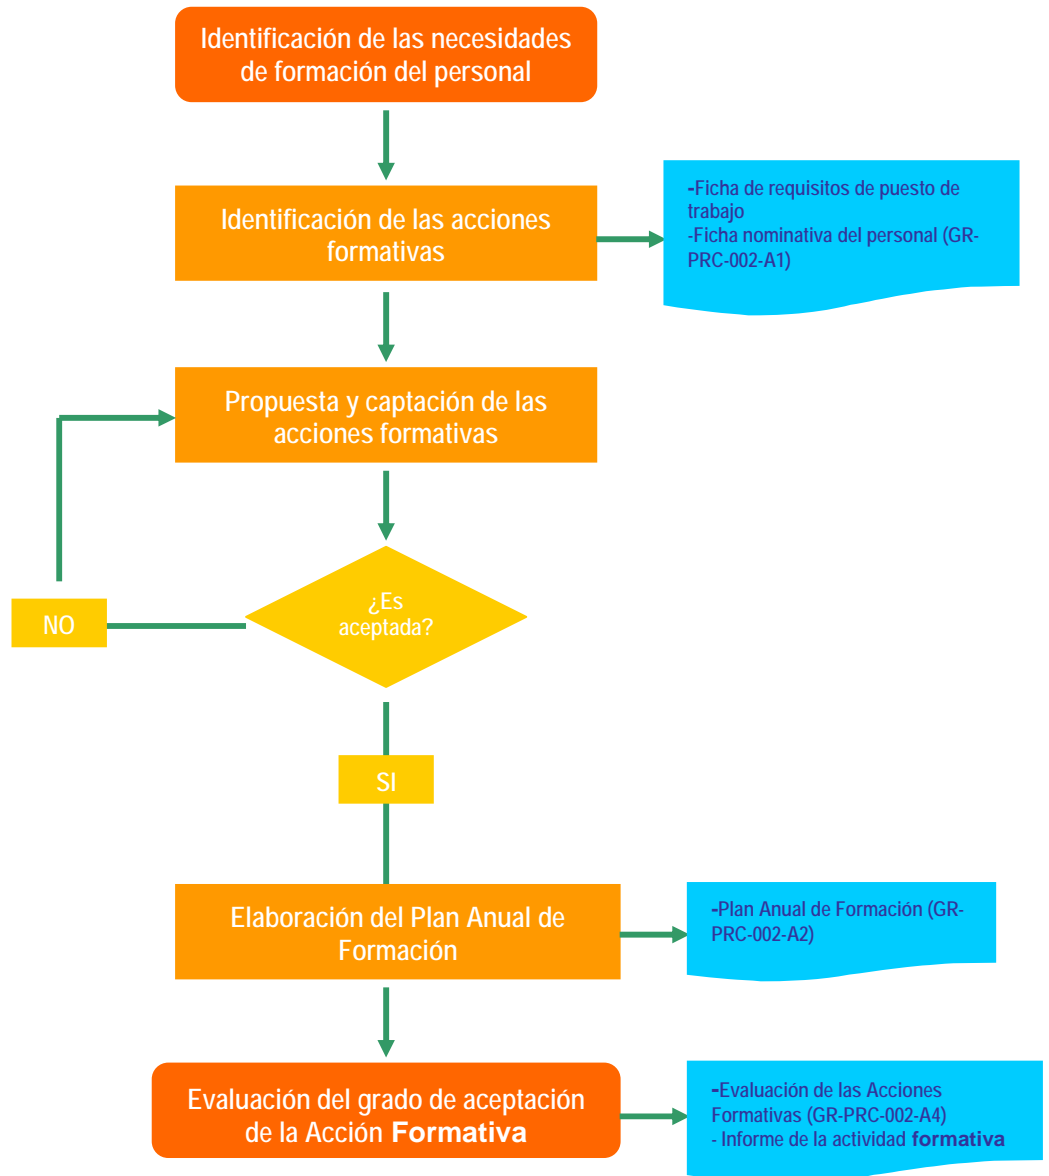 Identificación de las necesidades
de formación del personal
Identificación de las acciones
formativas
-Ficha de requisitos de puesto de
trabajo
-Ficha nominativa del personal (GR-
PRC-002-A1)
Propuesta y captación de las
acciones formativas
¿Es
aceptada?
NO
SI
Elaboración del Plan Anual de
Formación
-Plan Anual de Formación (GR-
PRC-002-A2)
Evaluación del grado de aceptación
de la Acción Formativa
-Evaluación de las Acciones
Formativas (GR-PRC-002-A4)
- Informe de la actividad formativa